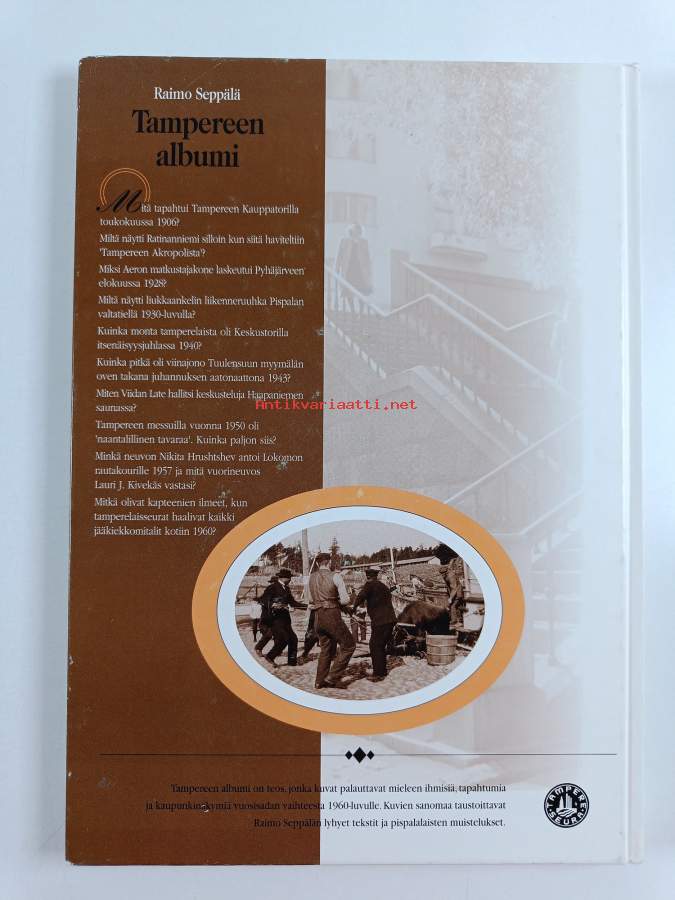 Raimo Seppälä
Tampereen
albumi
Mitä tapahtui Tampereen Kauppatorilla
toukokuussa 1906?
Miltä näytti Ratinanniemi silloin kun siitä haviteltiin
'Tampereen Akropolista'?
Miksi Aeron matkustajakone laskeutui Pyhäjärveen
elokuussa 1928?
Miltä näytti liukkaankelin liikenneruuhka Pispalan
valtatiellä 1930-luvulla?
Kuinka monta tamperelaista oli Keskustorilla
itsenäisyysjuhlassa 1940?
Kuinka pitkä oli viinajono Tuulensuun myymälän
oven takana juhannuksen aatonaattona 1943?
Miten Viidan Late hallitsi keskusteluja Haapaniemen
saunassa?
Antikvariaatti.net
Tampereen messuilla vuonna 1950 oli
'naantalillinen tavaraa'. Kuinka paljon siis?
Minkä neuvon Nikita Hrushtshev antoi Lokomon
rautakourille 1957 ja mitä vuorineuvos
Lauri J. Kivekäs vastasi?
Mitkä olivat kapteenien ilmeet, kun
tamperelaisseurat haalivat kaikki
jääkiekkomitalit kotiin 1960?
Tampereen albumi on teos, jonka kuvat palauttavat mieleen ihmisiä, tapahtumia
ja kaupunkinäkymiä vuosisadan vaihteesta 1960-luvulle. Kuvien sanomaa taustoittavat
Raimo Seppälän lyhyet tekstit ja pispalalaisten muistelukset.
TAMPERE
SEURA